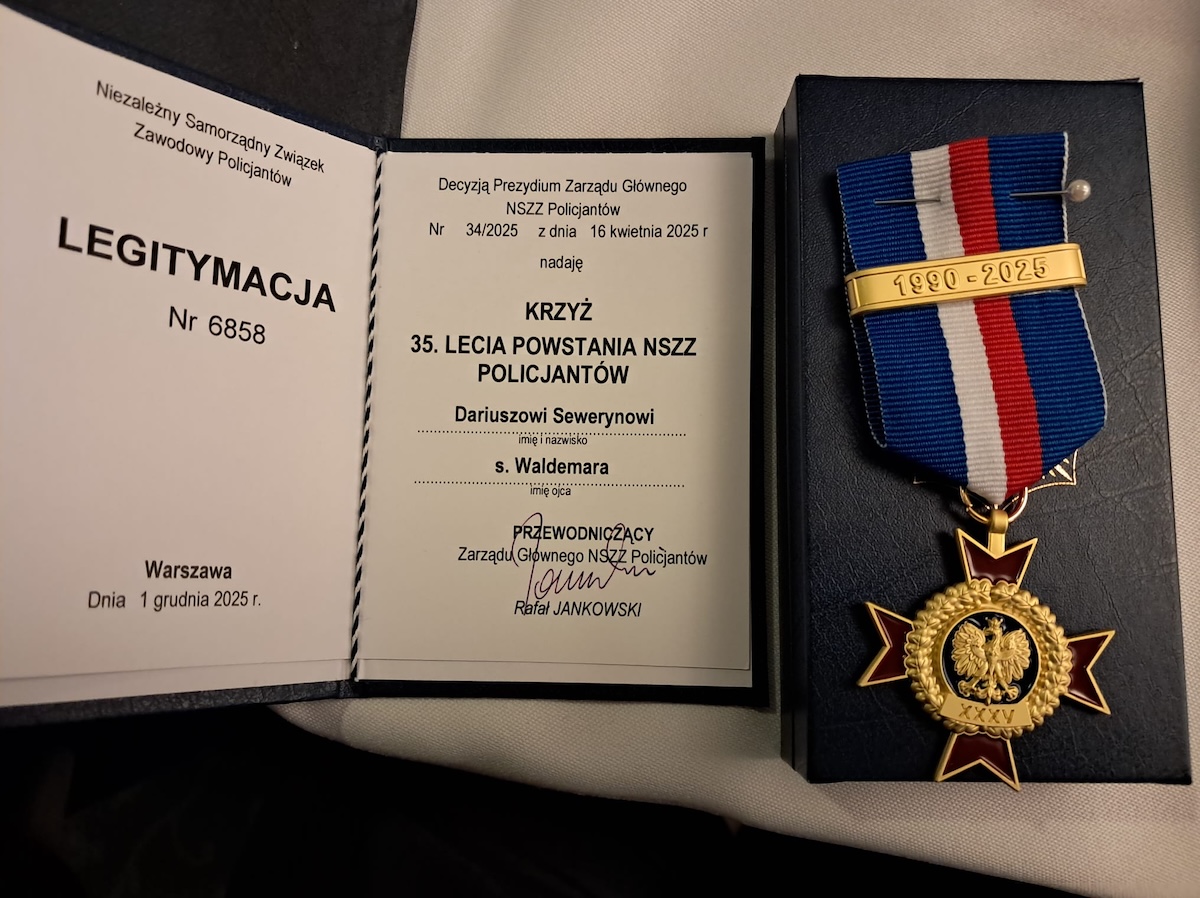 Niezależny Samorządny Związek
Zawodowy Policjantów
LEGITYMACJA
Nr 6858
Warszawa
Dnia 1 grudnia 2025 r.
Decyzją Prezydium Zarządu Głównego
NSZZ Policjantów
Nr 34/2025 z dnia 16 kwietnia 2025 r
nadaję
KRZYŻ
35. LECIA POWSTANIA NSZZ
POLICJANTÓW
Dariuszowi Sewerynowi
imię i nazwisko
s. Waldemara
imię ojca
PRZEWODNICZĄCY
Zarządu Głównego NSZZ Policjantów
Rafał JANKOWSKI
1990-2025
XXXV